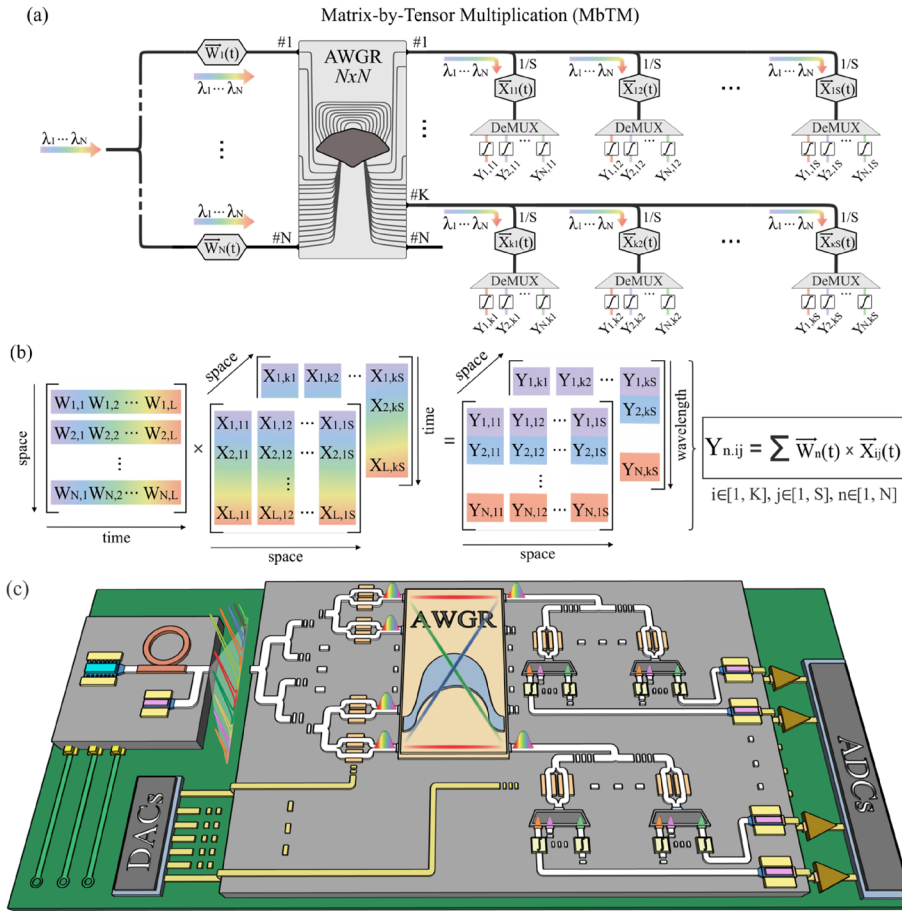 (a)
Matrix-by-Tensor Multiplication (MbTM)
W₁(t) #1 AWGR NxN #1
λ₁ ··· λN
λ₁ ··· λN λ₁ ··· λN λ₁ ··· λN λ₁ ··· λN
1/S 1/S 1/S
X₁₁(t) X₁₂(t) ··· X₁S(t)
DeMUX DeMUX DeMUX
Y₁,₁₁ Y₂,₁₁ ··· YN,₁₁ Y₁,₁₂ Y₂,₁₂ ··· YN,₁₂ Y₁,₁S Y₂,₁S ··· YN,₁S
λ₁ ··· λN #K
WN(t) #N #N
λ₁ ··· λN λ₁ ··· λN λ₁ ··· λN
1/S 1/S 1/S
Xk1(t) Xk2(t) ··· XkS(t)
DeMUX DeMUX DeMUX
Y₁,k1 Y₂,k1 ··· YN,k1 Y₁,k2 Y₂,k2 ··· YN,k2 Y₁,kS Y₂,kS ··· YN,kS
(b)
space
W₁,₁ W₁,₂ ··· W₁,L
W₂,₁ W₂,₂ ··· W₂,L
WN,₁ WN,₂ ··· WN,L
time
×
space
X₁,k1 X₁,k2 ··· X₁,kS
X₂,kS
XL,kS
X₁,₁₁ X₁,₁₂ ··· X₁,₁S
X₂,₁₁ X₂,₁₂ ··· X₂,₁S
XL,₁₁ XL,₁₂ ··· XL,₁S
time
space
=
space
Y₁,k1 Y₁,k2 ··· Y₁,kS
Y₂,kS
YN,kS
Y₁,₁₁ Y₁,₁₂ ··· Y₁,₁S
Y₂,₁₁ Y₂,₁₂ ··· Y₂,₁S
YN,₁₁ YN,₁₂ ··· YN,₁S
wavelength
space
Yn.ij = ∑ Wn(t) × Xij(t)
i∈[1, K], j∈[1, S], n∈[1, N]
(c)
AWGR
DACs
ADCs